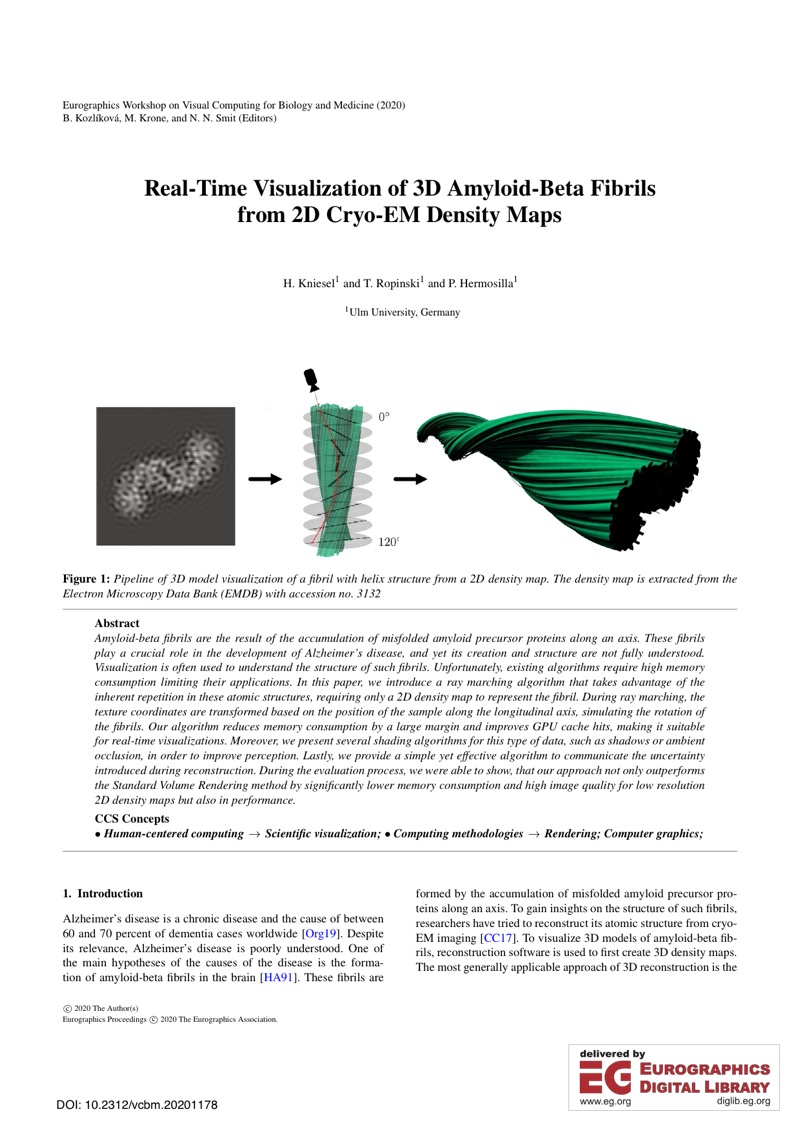 Eurographics Workshop on Visual Computing for Biology and Medicine (2020)
B. Kozlíková, M. Krone, and N. N. Smit (Editors)
Real-Time Visualization of 3D Amyloid-Beta Fibrils
from 2D Cryo-EM Density Maps
H. Kniesel¹ and T. Ropinski¹ and P. Hermosilla¹
¹Ulm University, Germany
0°
120°
Figure 1: Pipeline of 3D model visualization of a fibril with helix structure from a 2D density map. The density map is extracted from the
Electron Microscopy Data Bank (EMDB) with accession no. 3132
Abstract
Amyloid-beta fibrils are the result of the accumulation of misfolded amyloid precursor proteins along an axis. These fibrils
play a crucial role in the development of Alzheimer's disease, and yet its creation and structure are not fully understood.
Visualization is often used to understand the structure of such fibrils. Unfortunately, existing algorithms require high memory
consumption limiting their applications. In this paper, we introduce a ray marching algorithm that takes advantage of the
inherent repetition in these atomic structures, requiring only a 2D density map to represent the fibril. During ray marching, the
texture coordinates are transformed based on the position of the sample along the longitudinal axis, simulating the rotation of
the fibrils. Our algorithm reduces memory consumption by a large margin and improves GPU cache hits, making it suitable
for real-time visualizations. Moreover, we present several shading algorithms for this type of data, such as shadows or ambient
occlusion, in order to improve perception. Lastly, we provide a simple yet effective algorithm to communicate the uncertainty
introduced during reconstruction. During the evaluation process, we were able to show, that our approach not only outperforms
the Standard Volume Rendering method by significantly lower memory consumption and high image quality for low resolution
2D density maps but also in performance.
CCS Concepts
• Human-centered computing → Scientific visualization; • Computing methodologies → Rendering; Computer graphics;
1. Introduction
Alzheimer's disease is a chronic disease and the cause of between
60 and 70 percent of dementia cases worldwide [Org19]. Despite
its relevance, Alzheimer's disease is poorly understood. One of
the main hypotheses of the causes of the disease is the forma-
tion of amyloid-beta fibrils in the brain [HA91]. These fibrils are
formed by the accumulation of misfolded amyloid precursor pro-
teins along an axis. To gain insights on the structure of such fibrils,
researchers have tried to reconstruct its atomic structure from cryo-
EM imaging [CC17]. To visualize 3D models of amyloid-beta fib-
rils, reconstruction software is used to first create 3D density maps.
The most generally applicable approach of 3D reconstruction is the
© 2020 The Author(s)
Eurographics Proceedings © 2020 The Eurographics Association.
delivered by
EG EUROGRAPHICS
DIGITAL LIBRARY
www.eg.org diglib.eg.org
DOI: 10.2312/vcbm.20201178